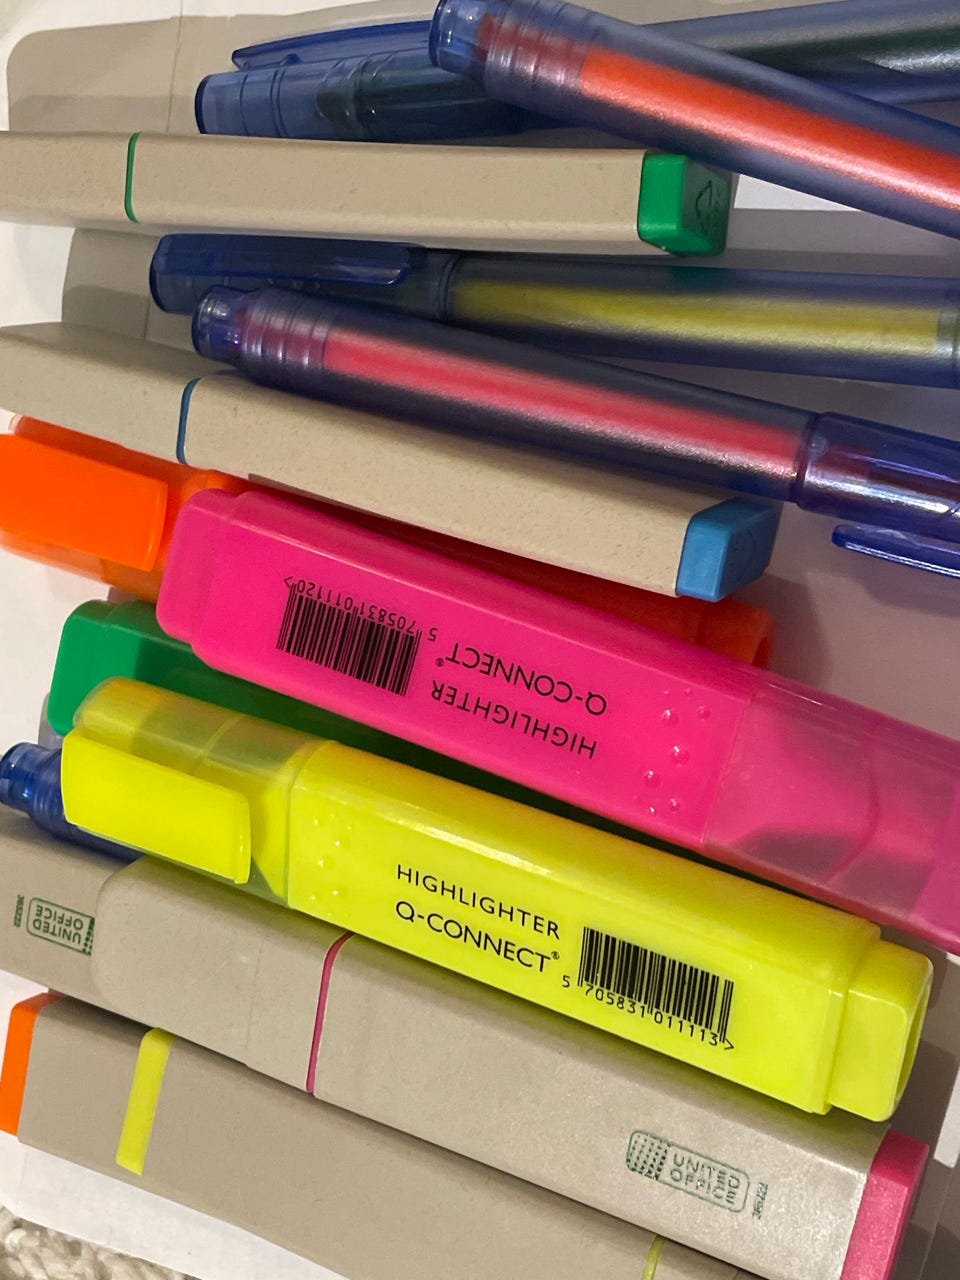 HIGHLIGHTER
Q-CONNECT®
5 705831 011120>
HIGHLIGHTER
Q-CONNECT®
5 705831 011113>
UNITED
OFFICE
UNITED
OFFICE